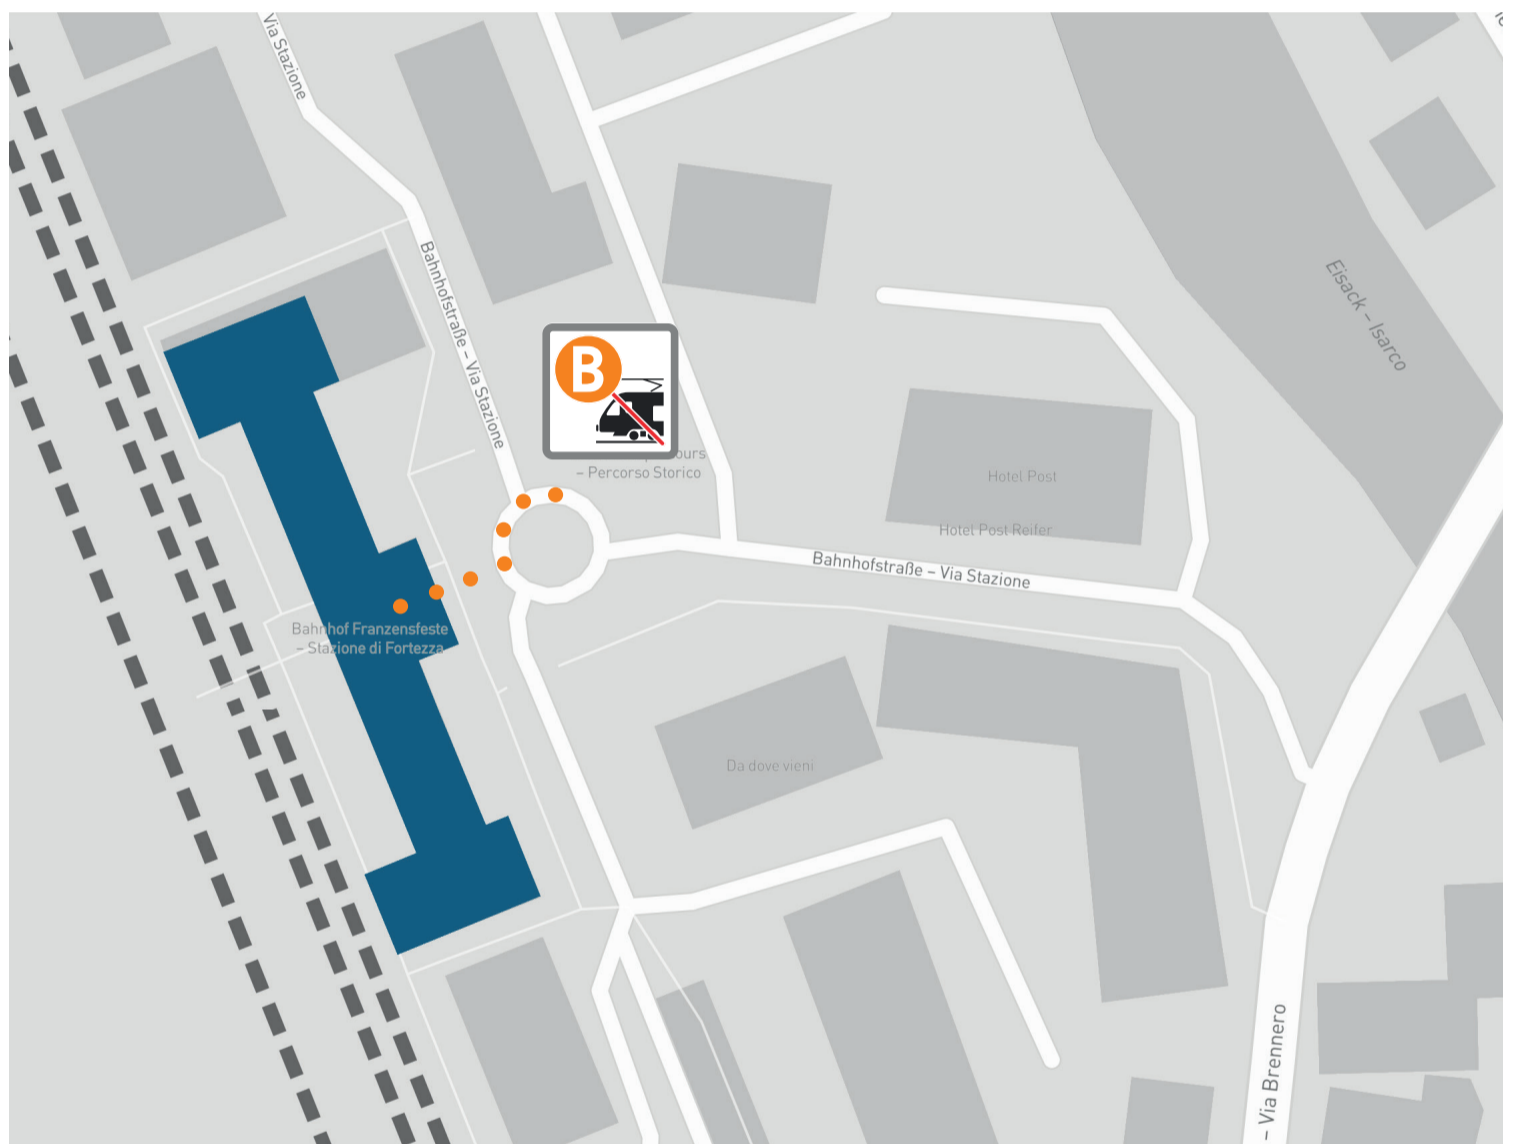 Via Stazione
Bahnhofstraße – Via Stazione
Eisack – Isarco
B
– Percorso Storico
Hotel Post
Hotel Post Reifer
Bahnhofstraße – Via Stazione
Bahnhof Franzensfeste
– Stazione di Fortezza
Da dove vieni
– Via Brennero